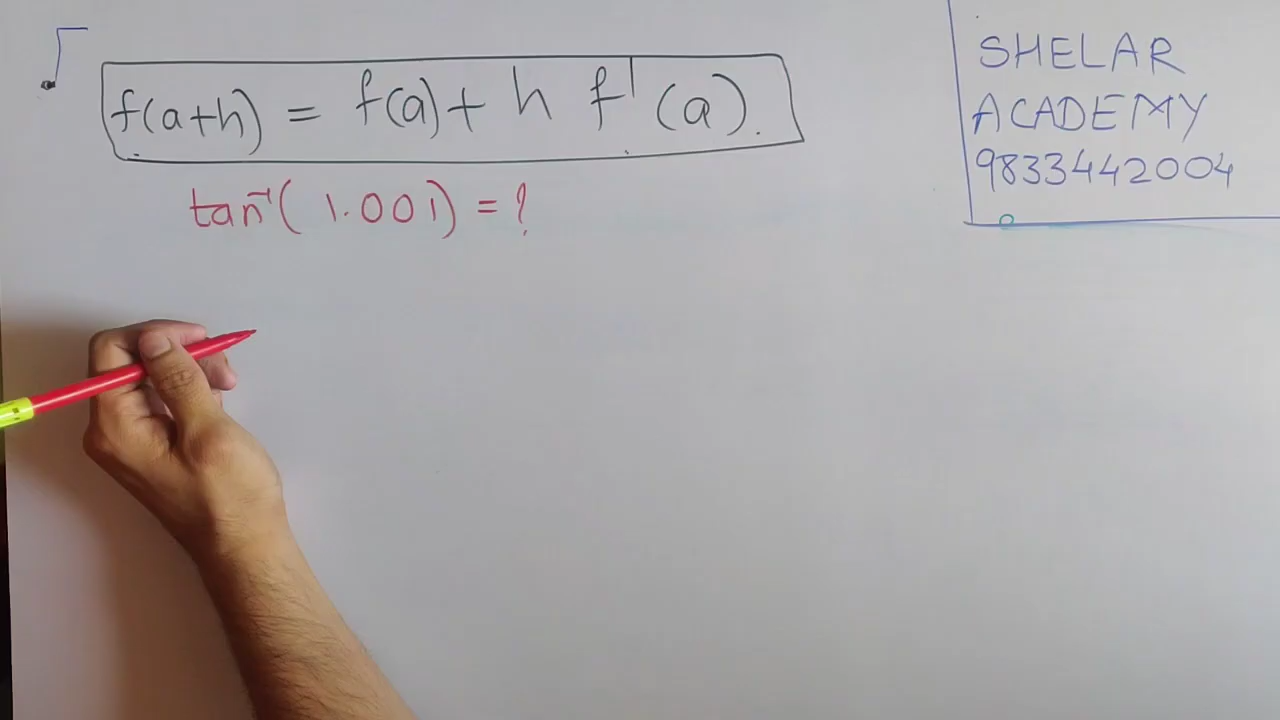 f(a+h) = f(a) + h f'(a).
tan⁻¹(1.001) = ?
SHELAR
ACADEMY
9833442004